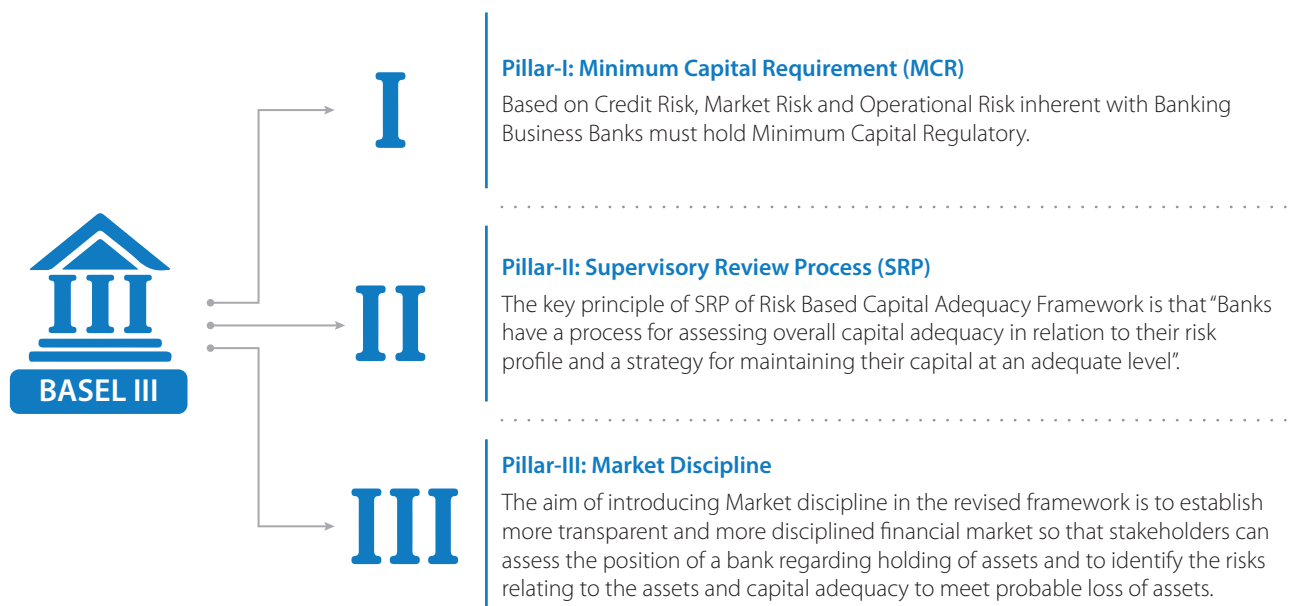 I
Pillar-I: Minimum Capital Requirement (MCR)
Based on Credit Risk, Market Risk and Operational Risk inherent with Banking
Business Banks must hold Minimum Capital Regulatory.
BASEL III
II
Pillar-II: Supervisory Review Process (SRP)
The key principle of SRP of Risk Based Capital Adequacy Framework is that “Banks
have a process for assessing overall capital adequacy in relation to their risk
profile and a strategy for maintaining their capital at an adequate level”.
III
Pillar-III: Market Discipline
The aim of introducing Market discipline in the revised framework is to establish
more transparent and more disciplined financial market so that stakeholders can
assess the position of a bank regarding holding of assets and to identify the risks
relating to the assets and capital adequacy to meet probable loss of assets.